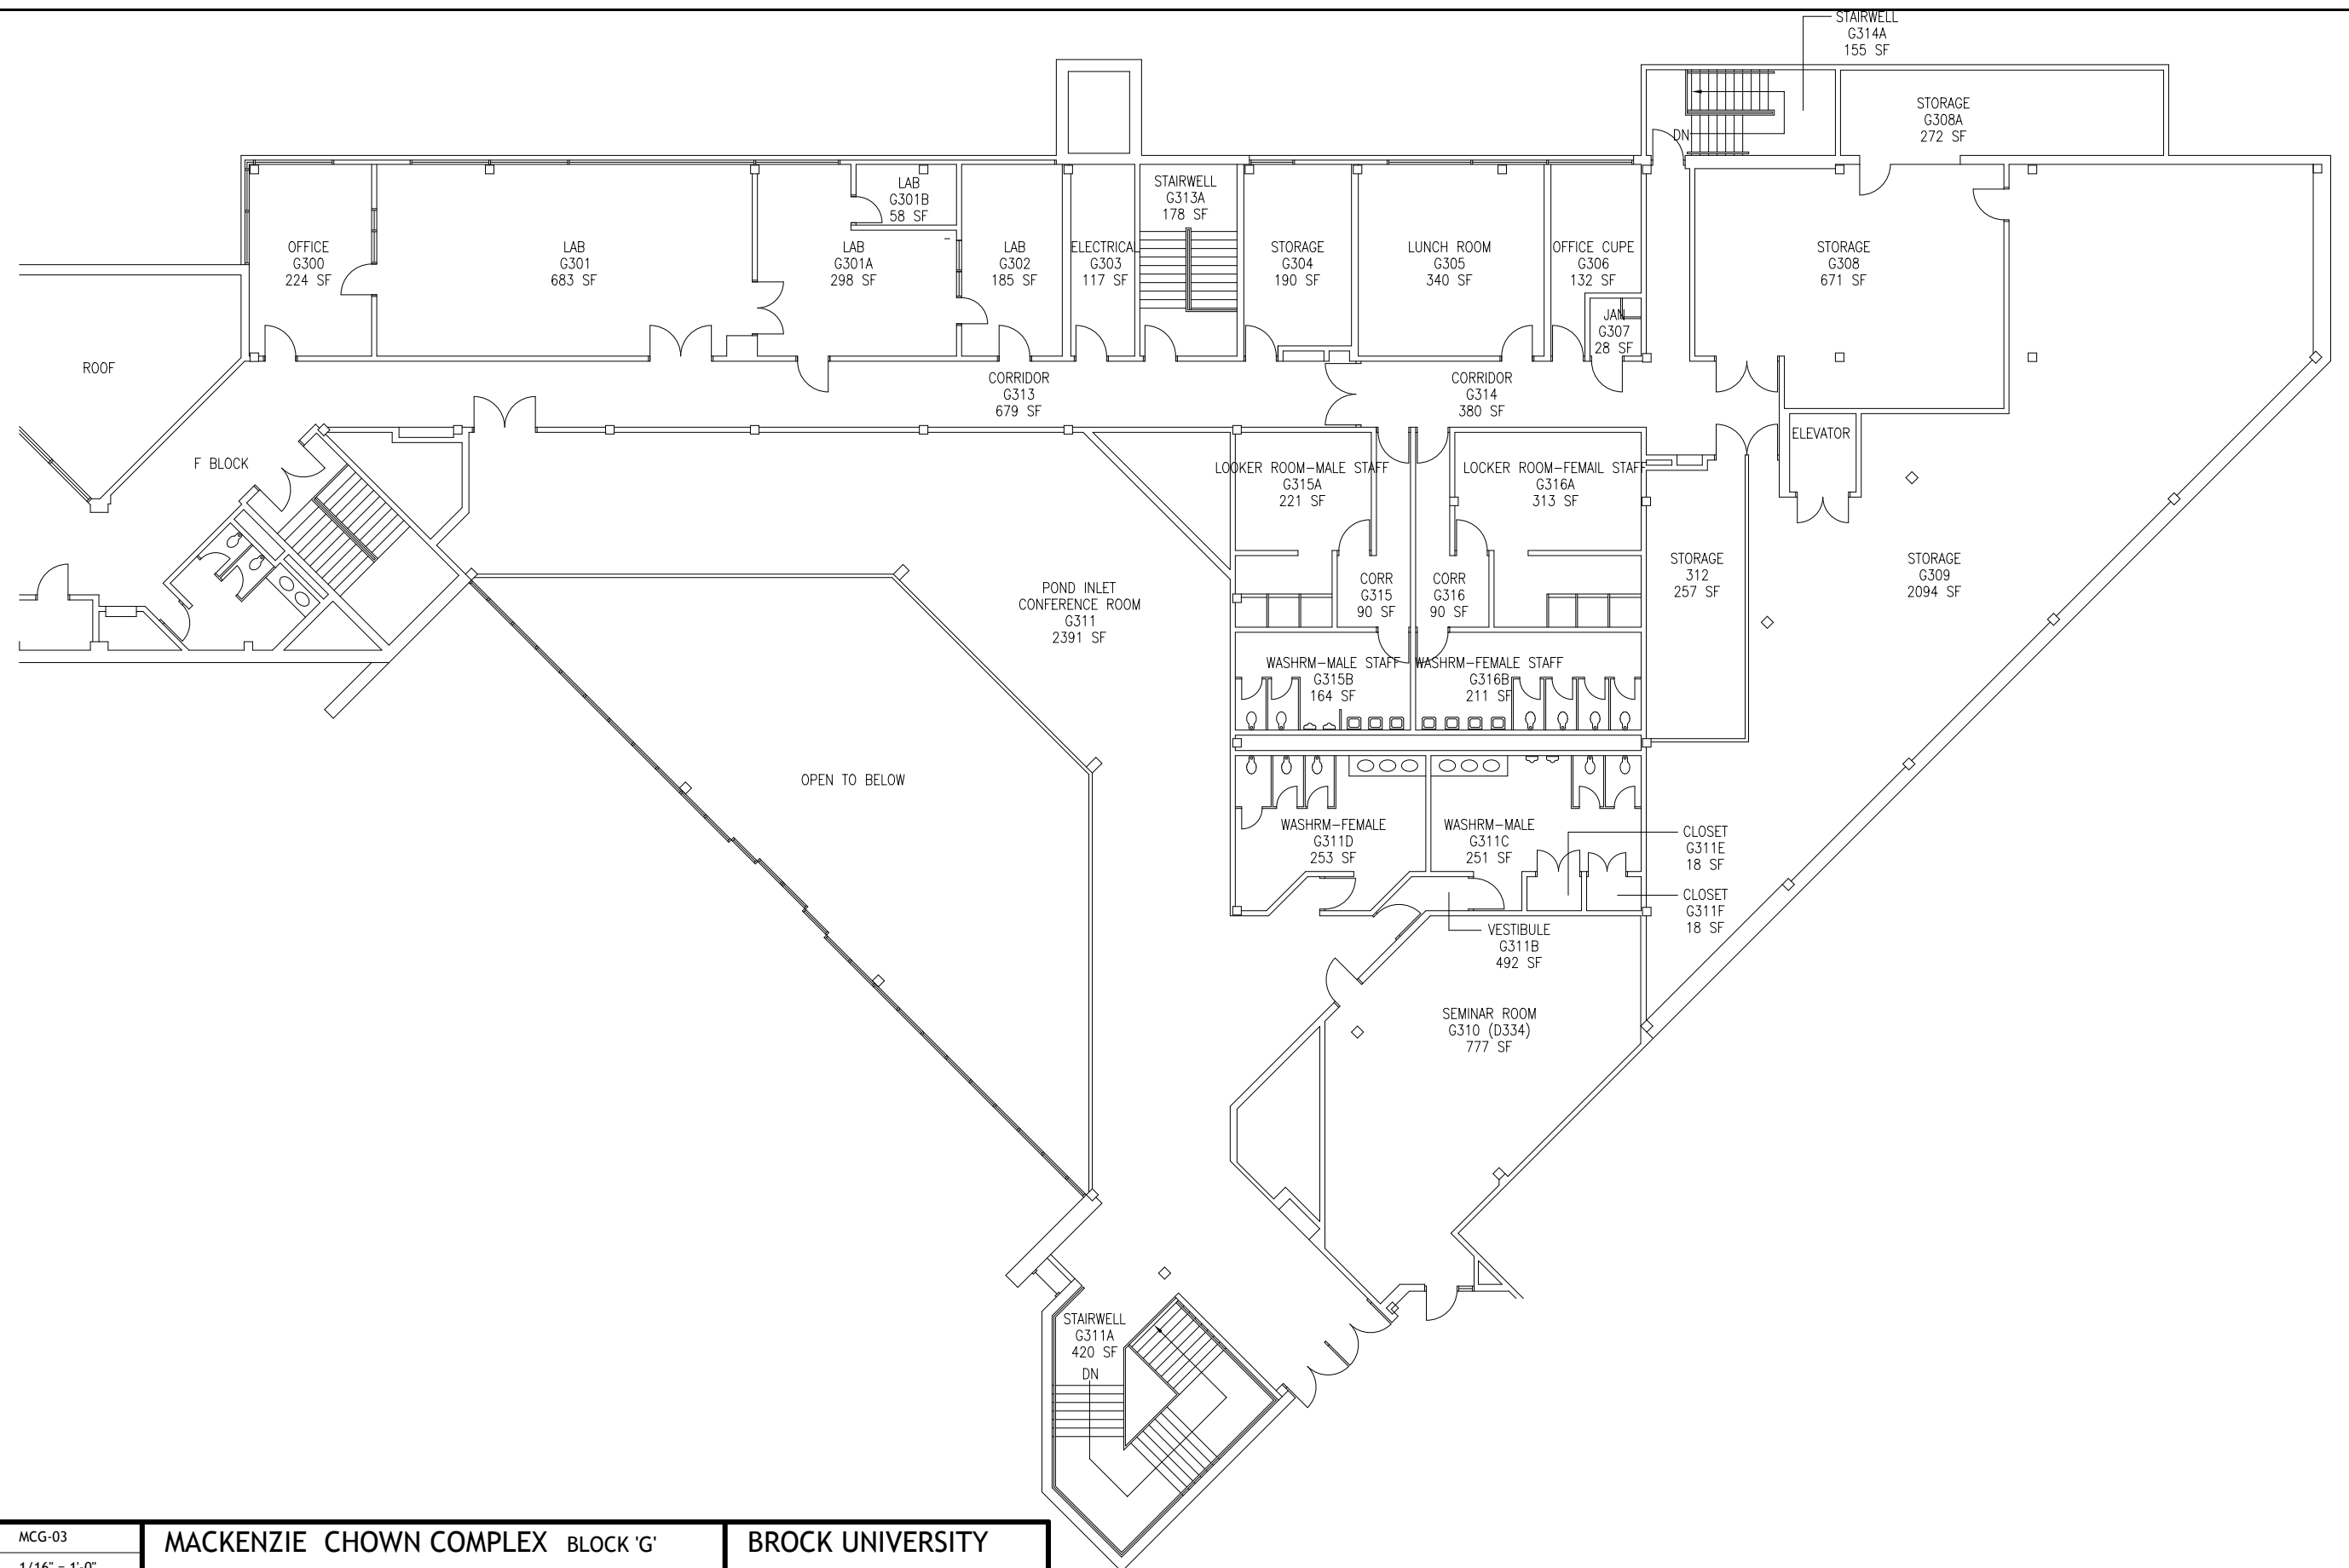 STAIRWELL
G314A
155 SF
STORAGE
G308A
272 SF
DN
LAB
G301B
58 SF
STAIRWELL
G313A
178 SF
OFFICE
G300
224 SF
LAB
G301
683 SF
LAB
G301A
298 SF
LAB
G302
185 SF
ELECTRICAL
G303
117 SF
STORAGE
G304
190 SF
LUNCH ROOM
G305
340 SF
OFFICE CUPE
G306
132 SF
STORAGE
G308
671 SF
JAN
G307
28 SF
ROOF
CORRIDOR
G313
679 SF
CORRIDOR
G314
380 SF
ELEVATOR
F BLOCK
LOOKER ROOM-MALE STAFF
G315A
221 SF
LOCKER ROOM-FEMAIL STAFF
G316A
313 SF
POND INLET
CONFERENCE ROOM
G311
2391 SF
CORR
G315
90 SF
CORR
G316
90 SF
STORAGE
312
257 SF
STORAGE
G309
2094 SF
WASHRM-MALE STAFF
G315B
164 SF
WASHRM-FEMALE STAFF
G316B
211 SF
OPEN TO BELOW
WASHRM-FEMALE
G311D
253 SF
WASHRM-MALE
G311C
251 SF
CLOSET
G311E
18 SF
CLOSET
G311F
18 SF
VESTIBULE
G311B
492 SF
SEMINAR ROOM
G310 (D334)
777 SF
STAIRWELL
G311A
420 SF
DN
MCG-03
MACKENZIE CHOWN COMPLEX BLOCK 'G'
BROCK UNIVERSITY
1/16" = 1'-0"